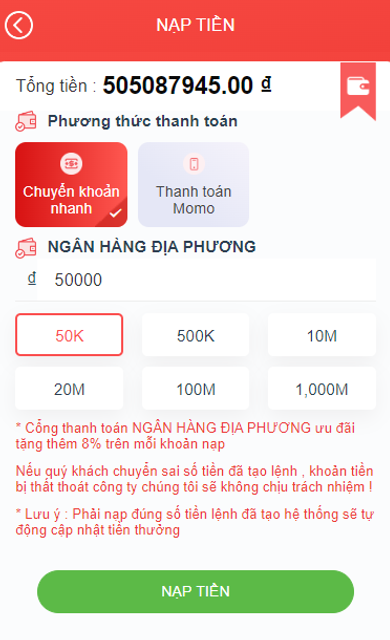 NẠP TIỀN
Tổng tiền : 505087945.00 ₫
Phương thức thanh toán
Chuyển khoản
nhanh
Thanh toán
Momo
NGÂN HÀNG ĐỊA PHƯƠNG
₫ 50000
50K 500K 10M
20M 100M 1,000M
* Cổng thanh toán NGÂN HÀNG ĐỊA PHƯƠNG ưu đãi
tặng thêm 8% trên mỗi khoản nạp
Nếu quý khách chuyển sai số tiền đã tạo lệnh , khoản tiền
bị thất thoát công ty chúng tôi sẽ không chịu trách nhiệm !
* Lưu ý : Phải nạp đúng số tiền lệnh đã tạo hệ thống sẽ tự
động cập nhật tiền thưởng
NẠP TIỀN